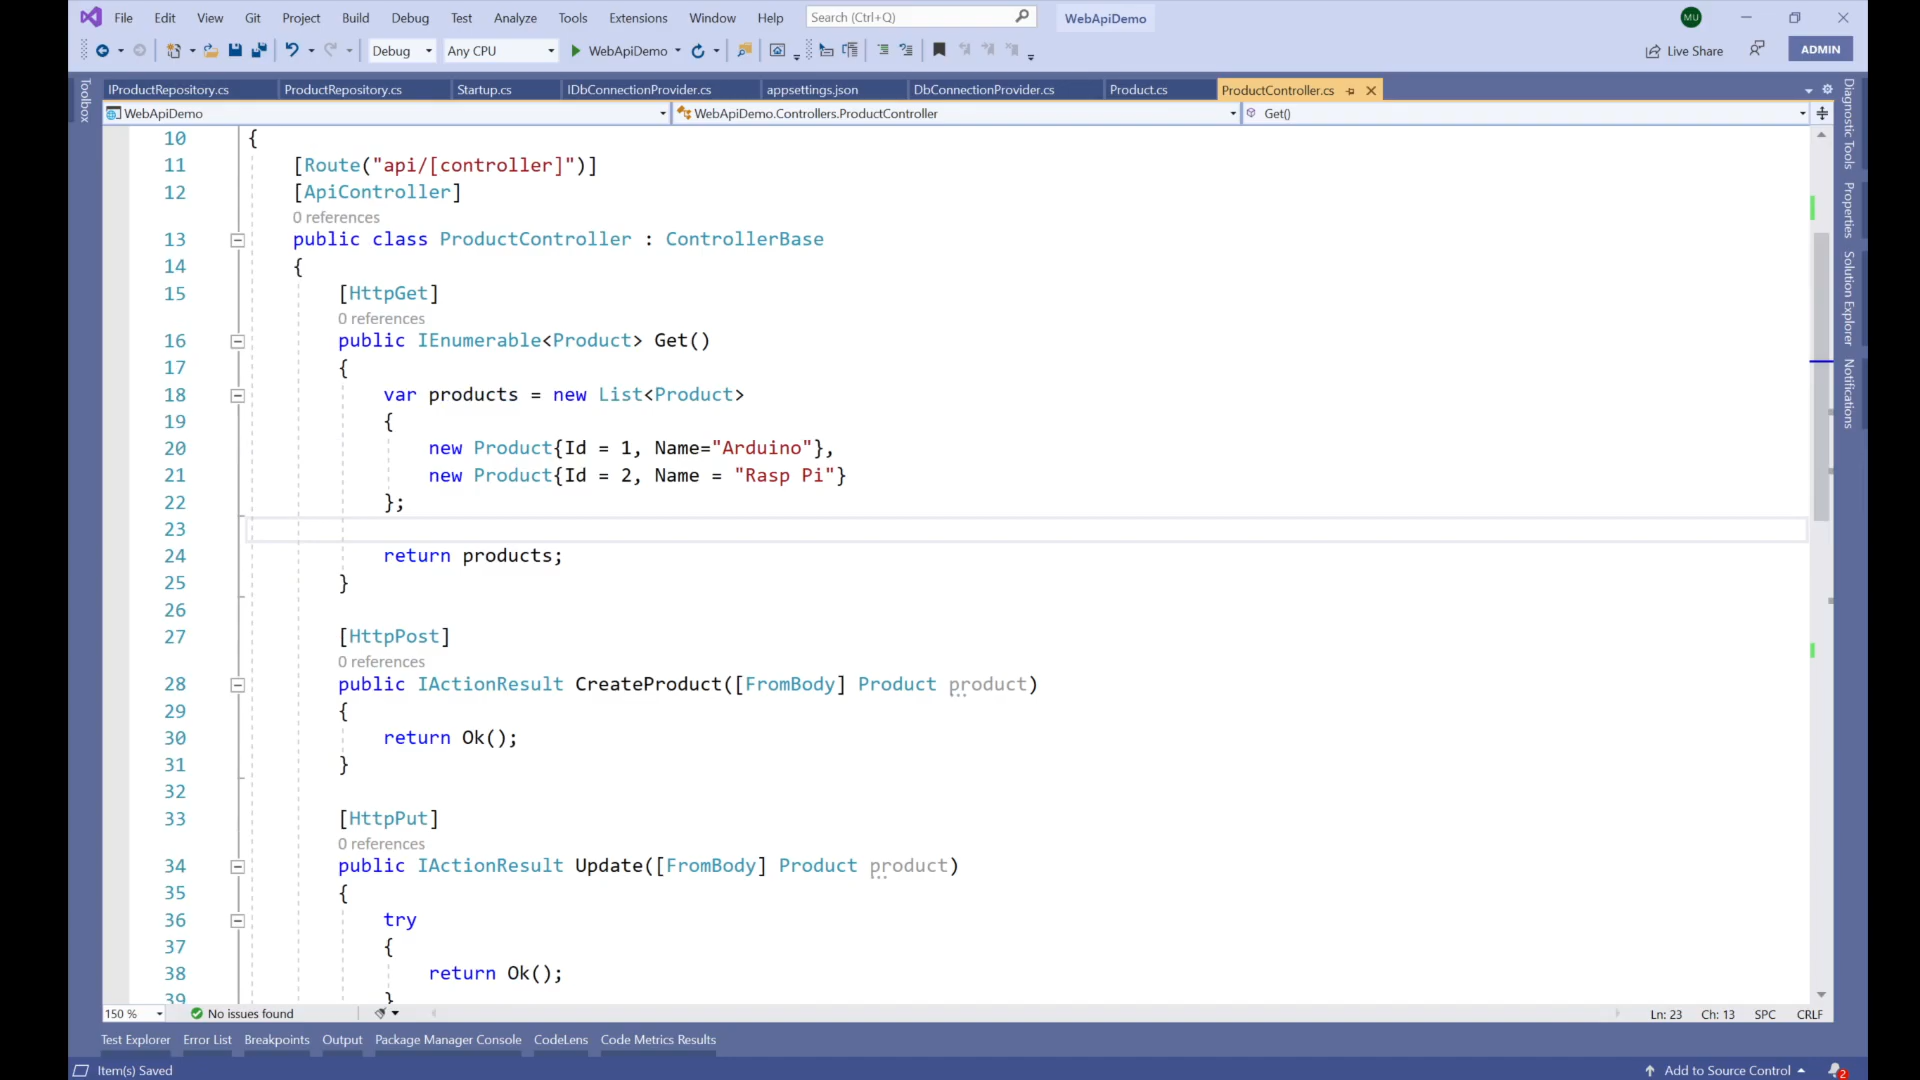 File Edit View Git Project Build Debug Test Analyze Tools Extensions Window Help Search (Ctrl+Q) WebApiDemo MU
Debug Any CPU WebApiDemo Live Share ADMIN
IProductRepository.cs ProductRepository.cs Startup.cs IDbConnectionProvider.cs appsettings.json DbConnectionProvider.cs Product.cs ProductController.cs
WebApiDemo WebApiDemo.Controllers.ProductController Get()
Toolbox
Diagnostic Tools
Properties
Solution Explorer
Notifications
10 {
11 [Route("api/[controller]")]
12 [ApiController]
0 references
13 public class ProductController : ControllerBase
14 {
15 [HttpGet]
0 references
16 public IEnumerable<Product> Get()
17 {
18 var products = new List<Product>
19 {
20 new Product{Id = 1, Name="Arduino"},
21 new Product{Id = 2, Name = "Rasp Pi"}
22 };
23
24 return products;
25 }
26
27 [HttpPost]
0 references
28 public IActionResult CreateProduct([FromBody] Product product)
29 {
30 return Ok();
31 }
32
33 [HttpPut]
0 references
34 public IActionResult Update([FromBody] Product product)
35 {
36 try
37 {
38 return Ok();
39 }
150 % No issues found Ln: 23 Ch: 13 SPC CRLF
Test Explorer Error List Breakpoints Output Package Manager Console CodeLens Code Metrics Results
Item(s) Saved Add to Source Control 2